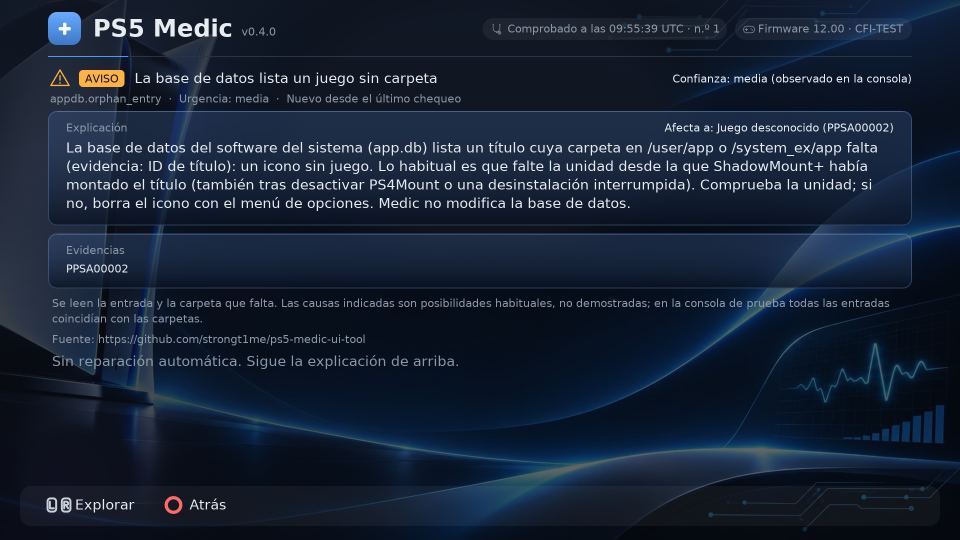 PS5 Medic v0.4.0
Comprobado a las 09:55:39 UTC · n.º 1
Firmware 12.00 · CFI-TEST
AVISO La base de datos lista un juego sin carpeta
Confianza: media (observado en la consola)
appdb.orphan_entry · Urgencia: media · Nuevo desde el último chequeo
Explicación
Afecta a: Juego desconocido (PPSA00002)
La base de datos del software del sistema (app.db) lista un título cuya carpeta en /user/app o /system_ex/app falta
(evidencia: ID de título): un icono sin juego. Lo habitual es que falte la unidad desde la que ShadowMount+ había
montado el título (también tras desactivar PS4Mount o una desinstalación interrumpida). Comprueba la unidad; si
no, borra el icono con el menú de opciones. Medic no modifica la base de datos.
Evidencias
PPSA00002
Se leen la entrada y la carpeta que falta. Las causas indicadas son posibilidades habituales, no demostradas; en la consola de prueba todas las entradas
coincidían con las carpetas.
Fuente: https://github.com/strongt1me/ps5-medic-ui-tool
Sin reparación automática. Sigue la explicación de arriba.
L R Explorar
Atrás